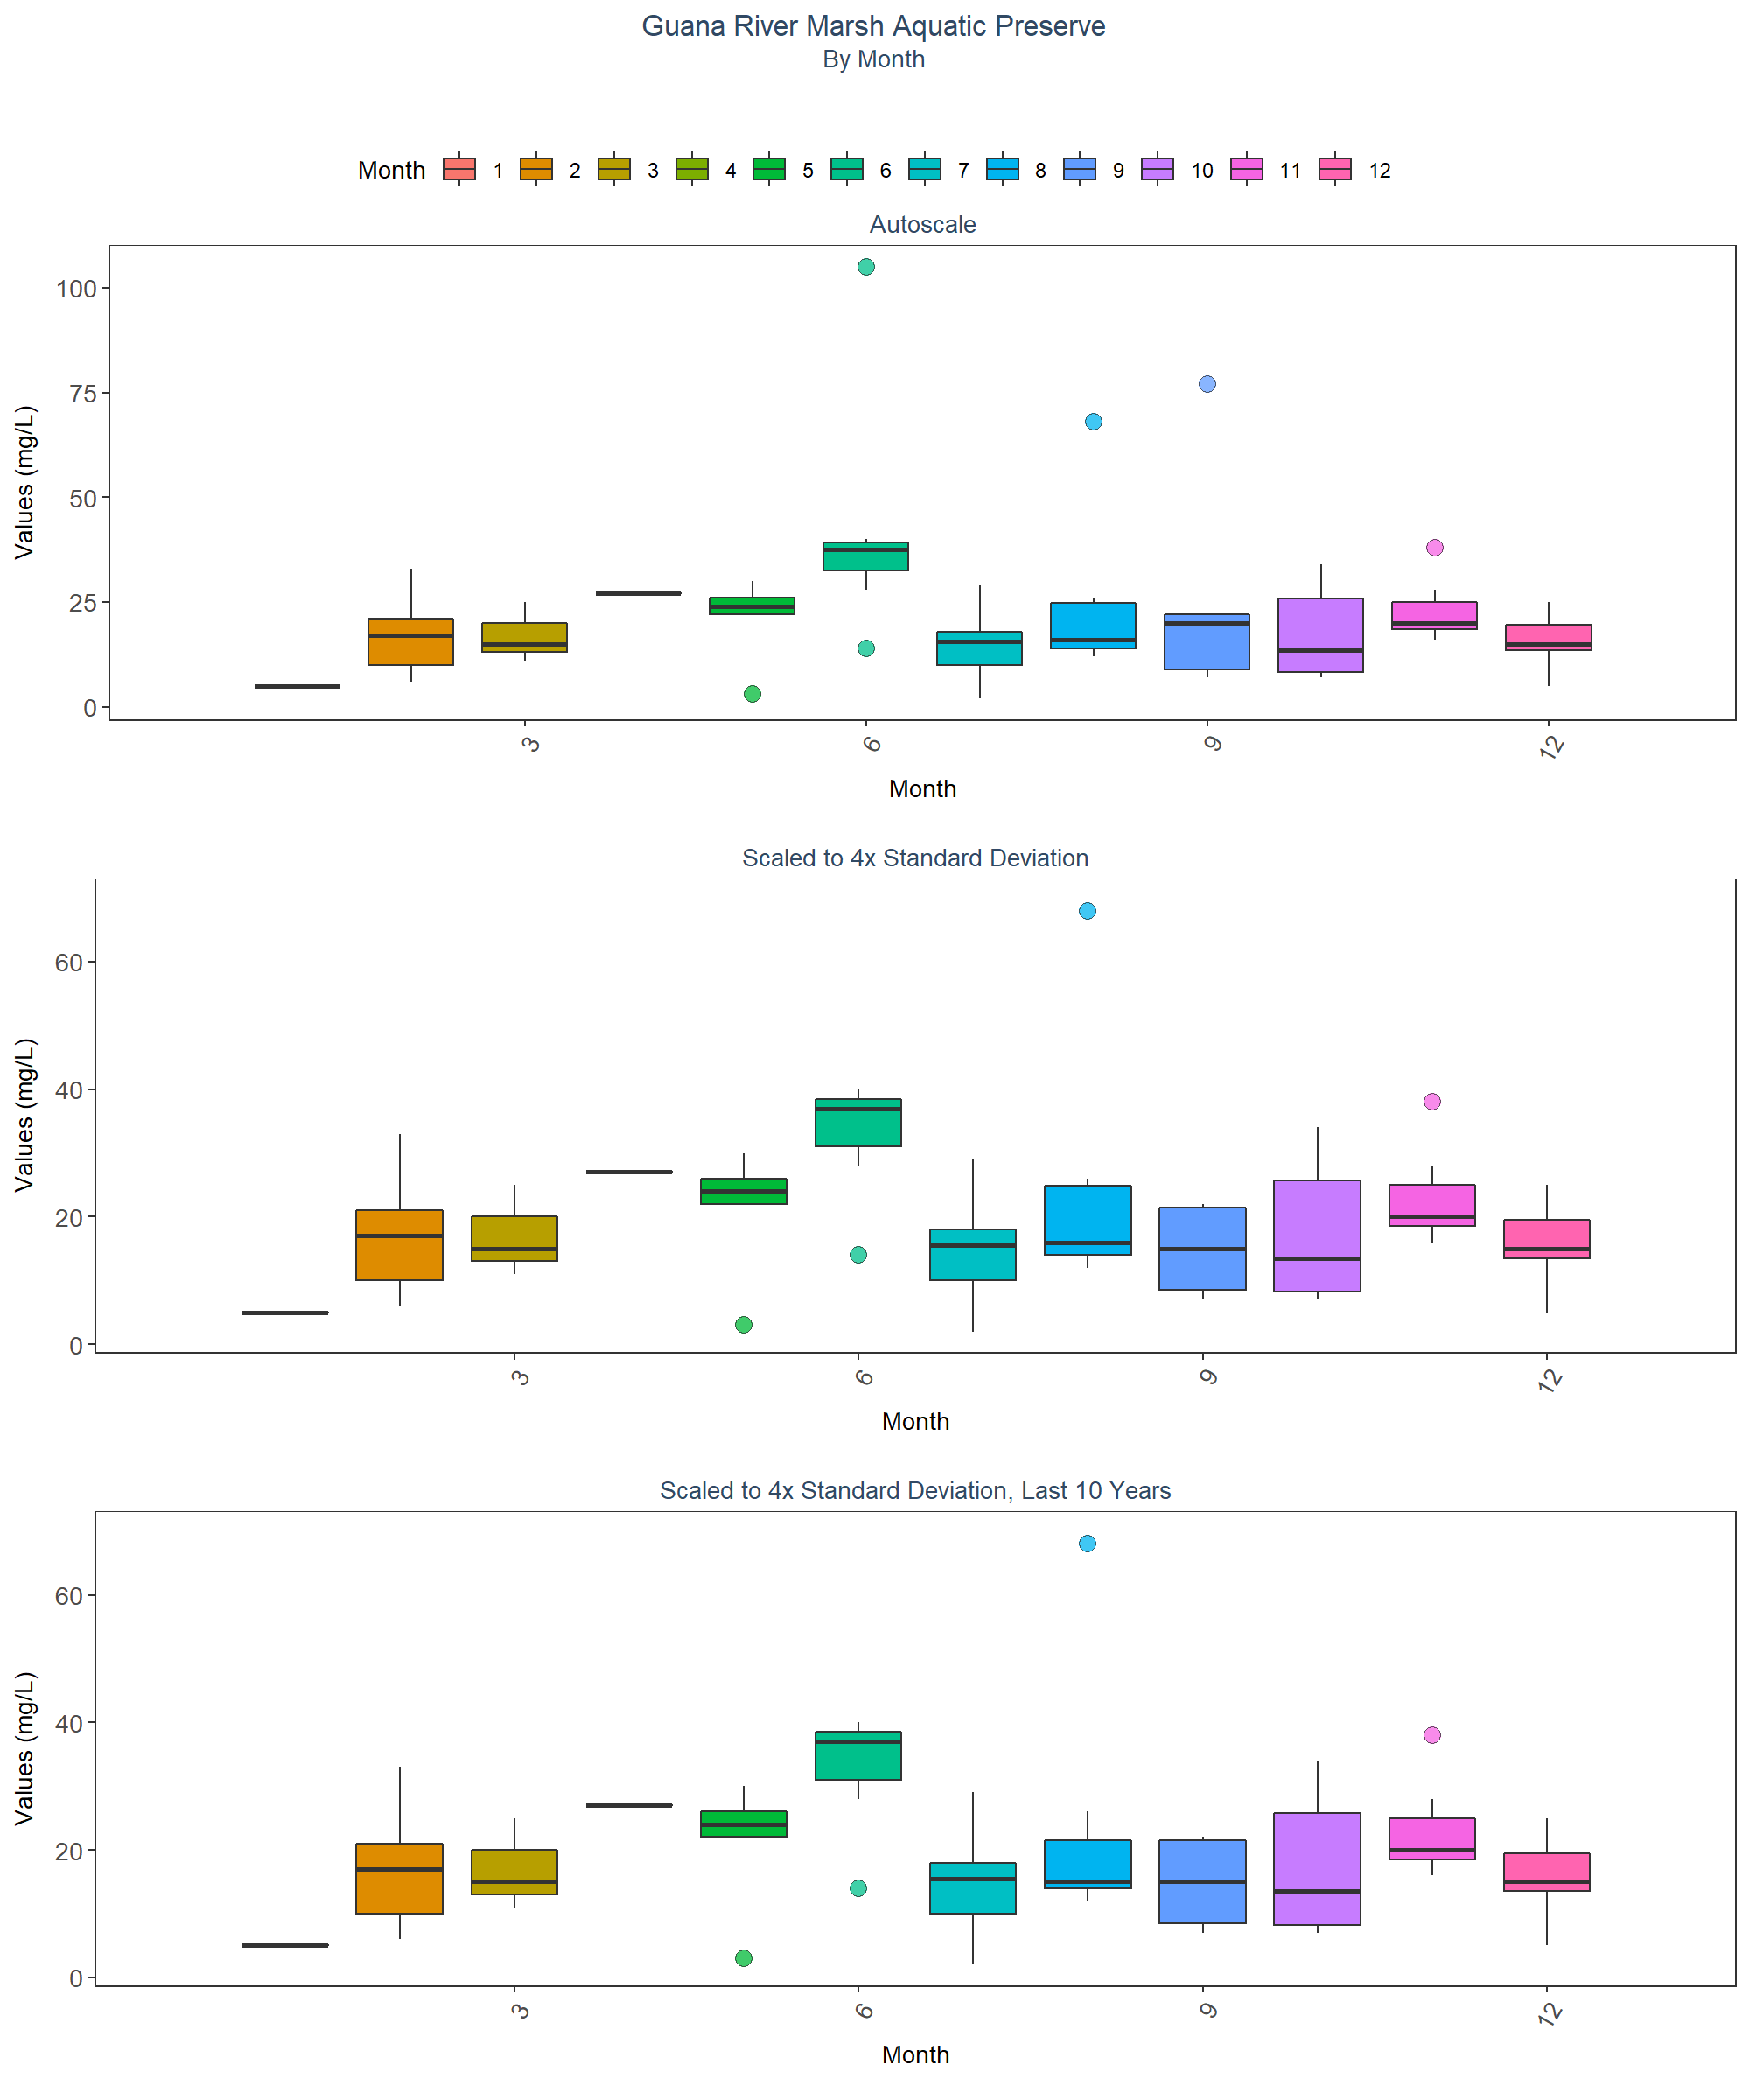 Guana River Marsh Aquatic Preserve
By Month
Month 1 2 3 4 5 6 7 8 9 10 11 12
Autoscale
Values (mg/L)
100
75
50
25
0
3 6 9 12
Month
Scaled to 4x Standard Deviation
Values (mg/L)
60
40
20
0
3 6 9 12
Month
Scaled to 4x Standard Deviation, Last 10 Years
Values (mg/L)
60
40
20
0
3 6 9 12
Month